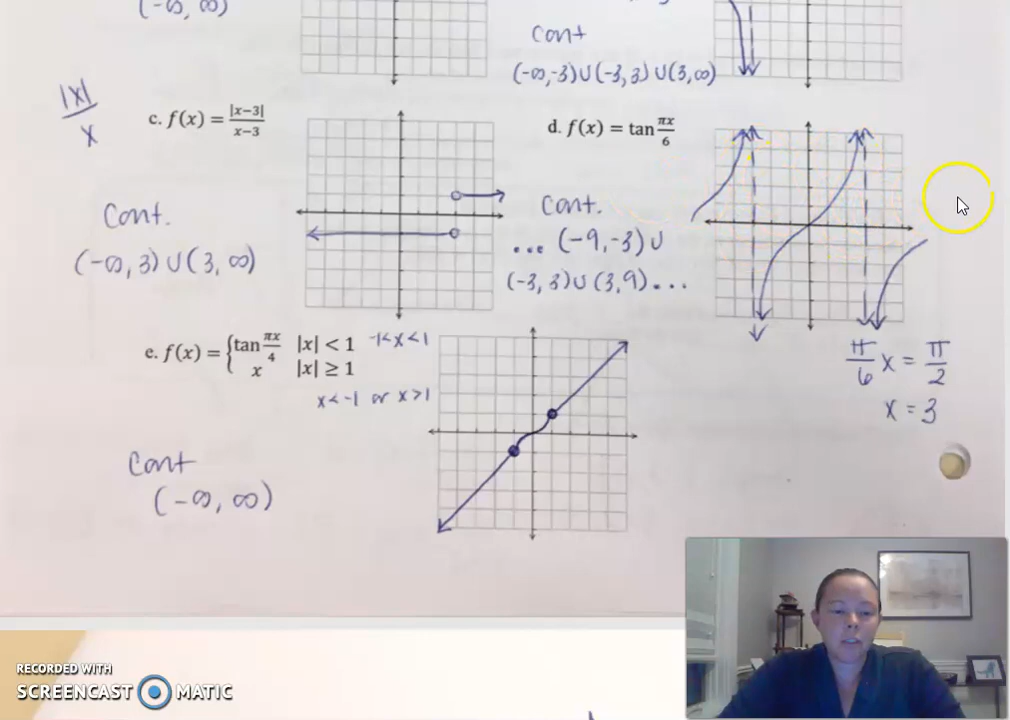 (-∞, ∞)
Cont
(-∞,-3)∪(-3,3)∪(3,∞)
|x|/x
c. f(x) = |x-3|/x-3
d. f(x) = tan πx/6
Cont.
(-∞, 3) ∪ (3, ∞)
Cont.
... (-9,-3) ∪
(-3, 3) ∪ (3, 9) ...
e. f(x) = { tan πx/4 |x| < 1 -1<x<1
x |x| ≥ 1
x<-1 or x>1
π/6 x = π/2
x = 3
Cont
(-∞, ∞)
RECORDED WITH
SCREENCAST MATIC